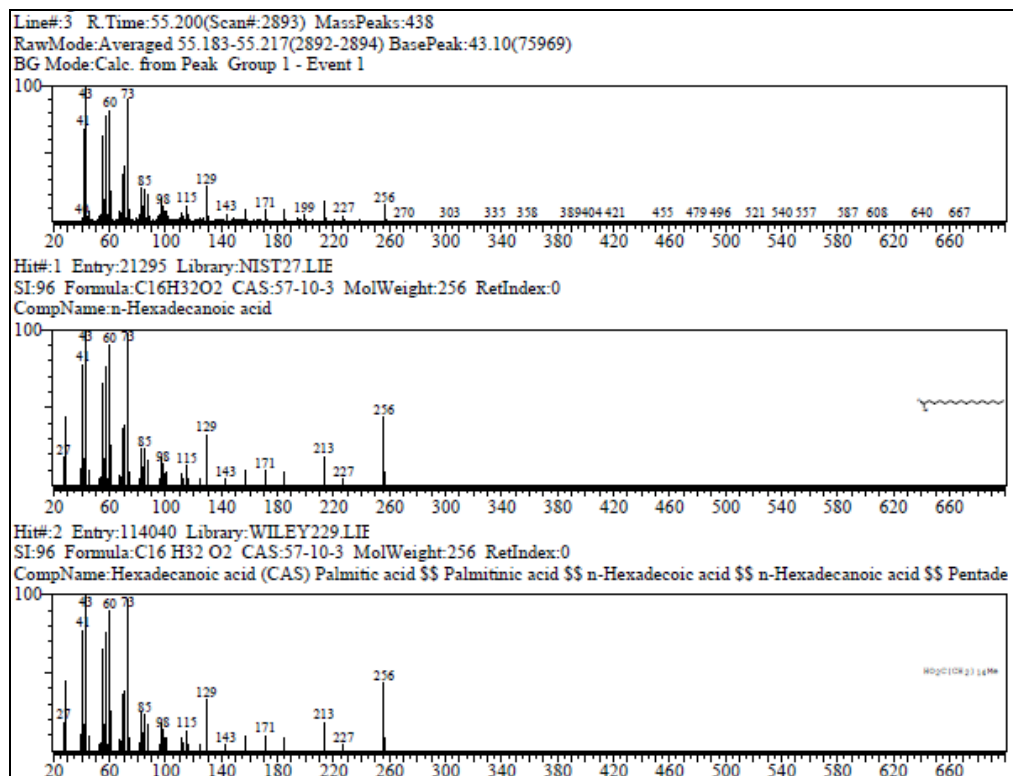 Line#:3 R.Time:55.200(Scan#:2893) MassPeaks:438
RawMode:Averaged 55.183-55.217(2892-2894) BasePeak:43.10(75969)
BG Mode:Calc. from Peak Group 1 - Event 1
100
43 60 73
41
85 98 115 129 143 171 199 227 256 270 303 335 358 389 404 421 455 479 496 521 540 557 587 608 640 667
20 60 100 140 180 220 260 300 340 380 420 460 500 540 580 620 660
Hit#:1 Entry:21295 Library:NIST27.LIB
SI:96 Formula:C16H32O2 CAS:57-10-3 MolWeight:256 RetIndex:0
CompName:n-Hexadecanoic acid
100
43 60 73
41
27 85 98 115 129 143 171 213 227 256
20 60 100 140 180 220 260 300 340 380 420 460 500 540 580 620 660
Hit#:2 Entry:114040 Library:WILEY229.LIB
SI:96 Formula:C16 H32 O2 CAS:57-10-3 MolWeight:256 RetIndex:0
CompName:Hexadecanoic acid (CAS) Palmitic acid $$ Palmitinic acid $$ n-Hexadecoic acid $$ n-Hexadecanoic acid $$ Pentade
100
43 60 73
41
27 85 98 115 129 143 171 213 227 256
HO2C(CH2)14Me
20 60 100 140 180 220 260 300 340 380 420 460 500 540 580 620 660